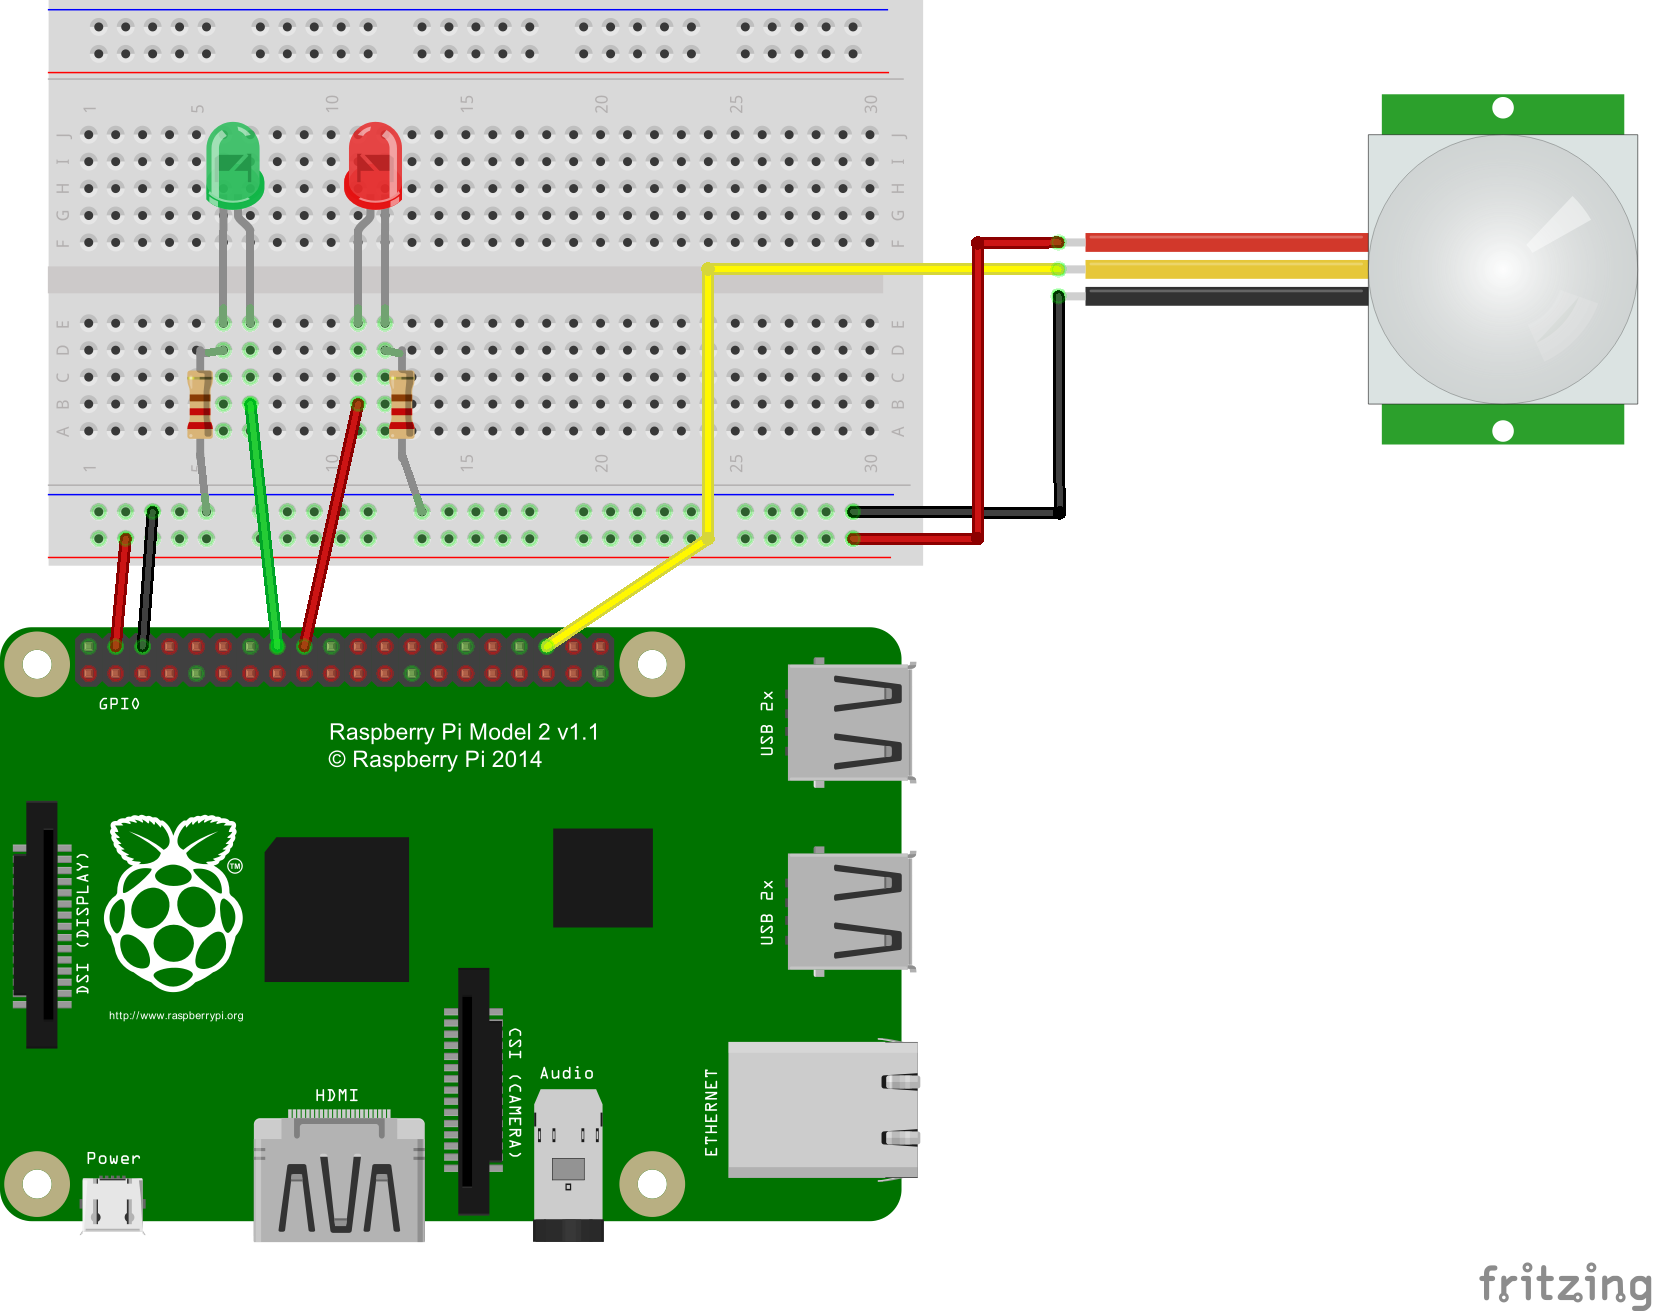 1 5 10 15 20 25 30
J J
I I
H H
G G
F F
E E
D D
C C
B B
A A
1 5 10 15 20 25 30
GPIO
Raspberry Pi Model 2 v1.1
© Raspberry Pi 2014
USB 2x
DSI (DISPLAY)
TM
USB 2x
http://www.raspberrypi.org
CSI (CAMERA)
Audio
ETHERNET
HDMI
Power
fritzing